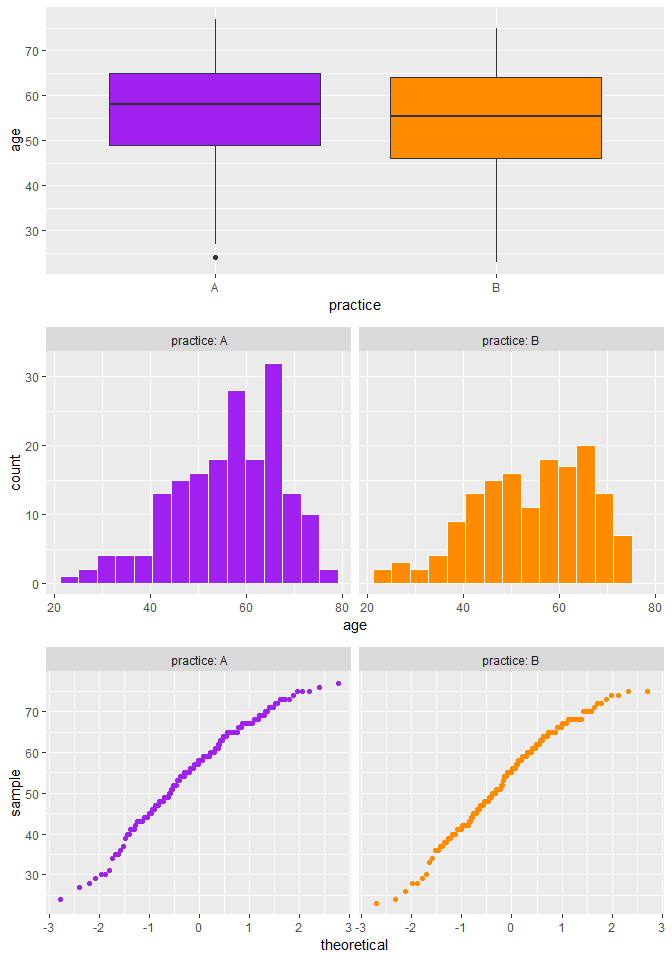 age
70
60
50
40
30
A B
practice
practice: A practice: B
count
30
20
10
0
20 40 60 80 20 40 60 80
age
practice: A practice: B
sample
70
60
50
40
30
-3 -2 -1 0 1 2 3 -3 -2 -1 0 1 2 3
theoretical